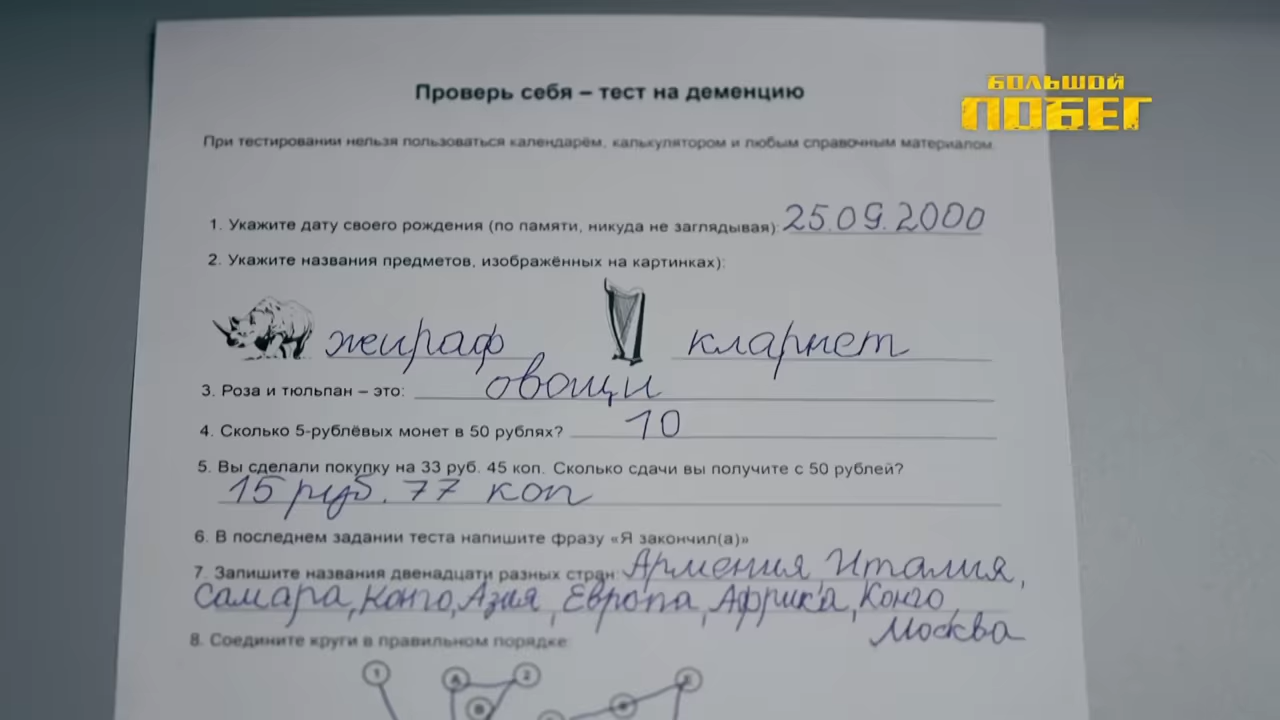 БОЛЬШОЙ
ПОБЕГ
Проверь себя – тест на деменцию
При тестировании нельзя пользоваться календарём, калькулятором и любым справочным материалом.
1. Укажите дату своего рождения (по памяти, никуда не заглядывая): 25.09.2000
2. Укажите названия предметов, изображённых на картинках):
жираф кларнет
3. Роза и тюльпан – это: овощи
4. Сколько 5-рублёвых монет в 50 рублях? 10
5. Вы сделали покупку на 33 руб. 45 коп. Сколько сдачи вы получите с 50 рублей?
15 руб. 77 коп
6. В последнем задании теста напишите фразу «Я закончил(а)»
7. Запишите названия двенадцати разных стран: Армения, Италия,
Самара, Конго, Азия, Европа, Африка, Конго,
Москва
8. Соедините круги в правильном порядке:
1 А 2